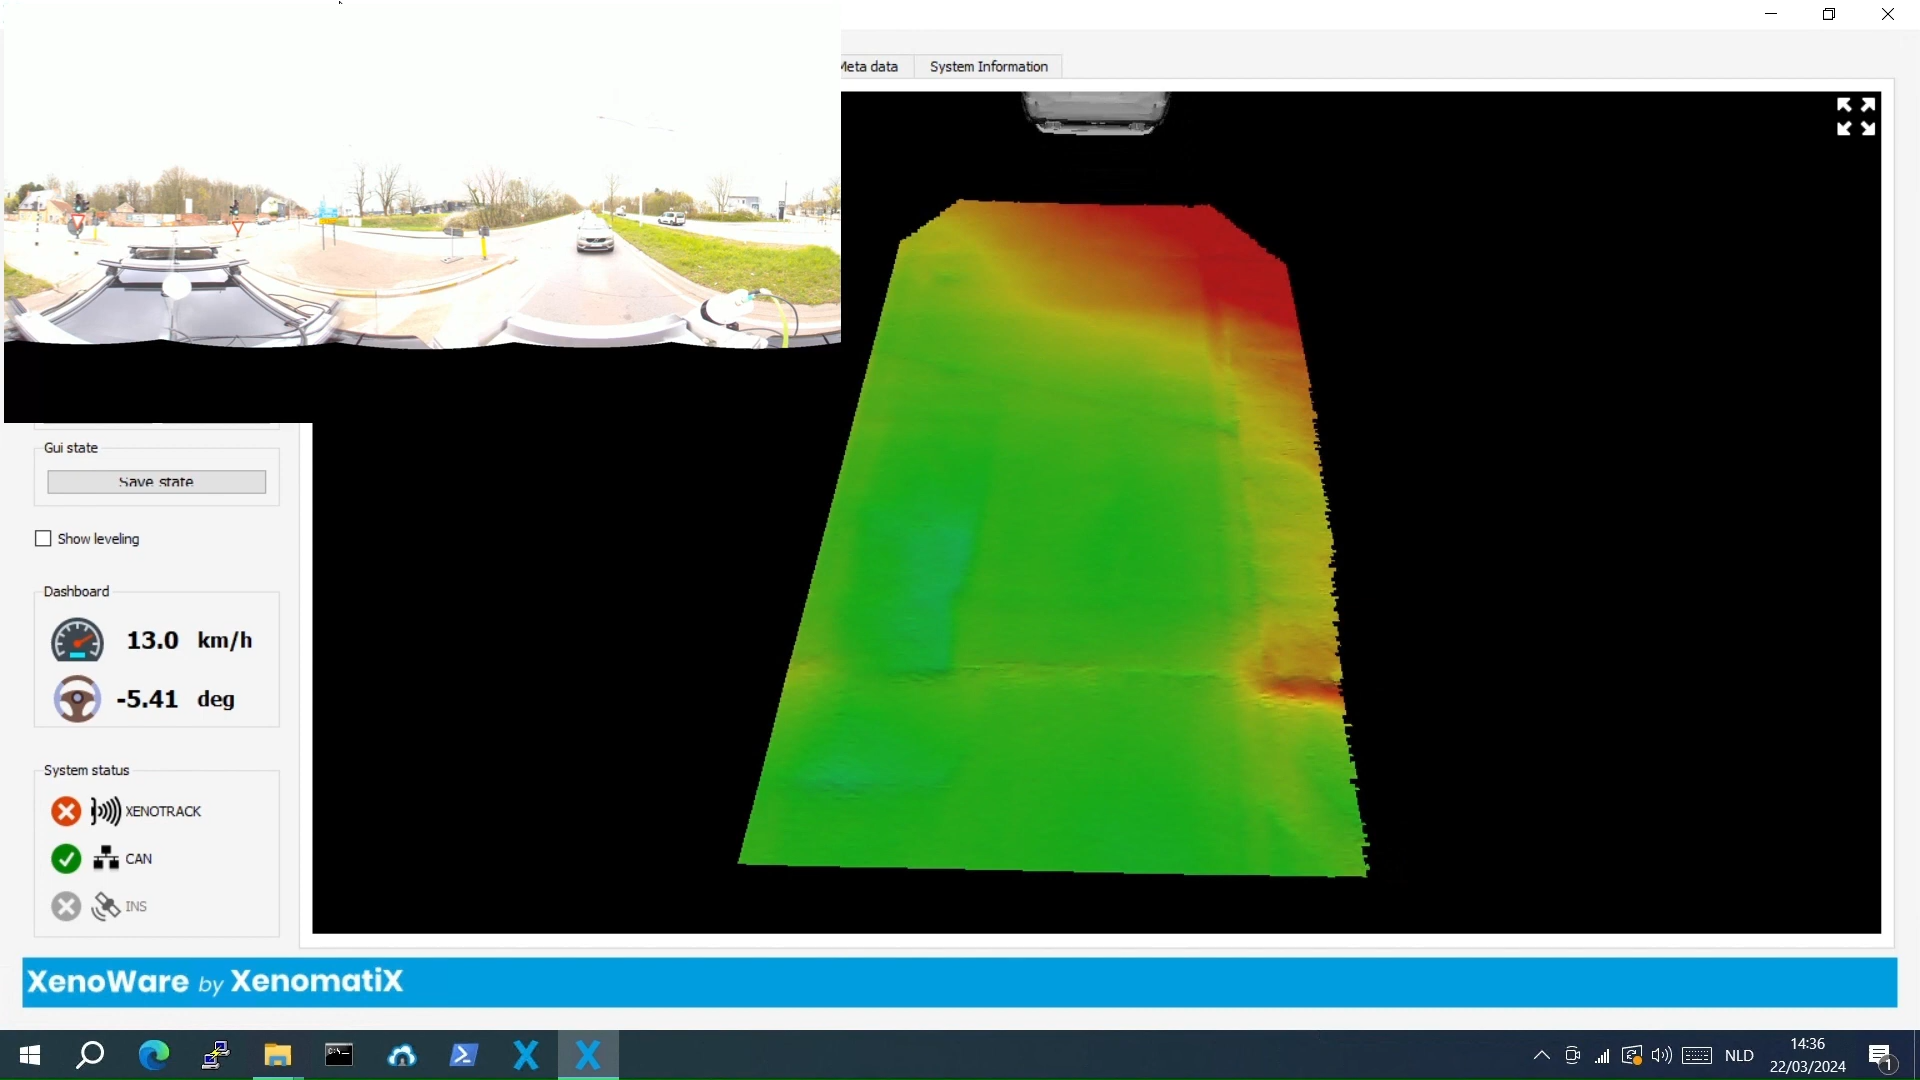 Meta data
System Information
Gui state
Save state
Show leveling
Dashboard
13.0 km/h
-5.41 deg
System status
XENOTRACK
CAN
INS
XenoWare by XenomatiX
NLD
14:36
22/03/2024
1